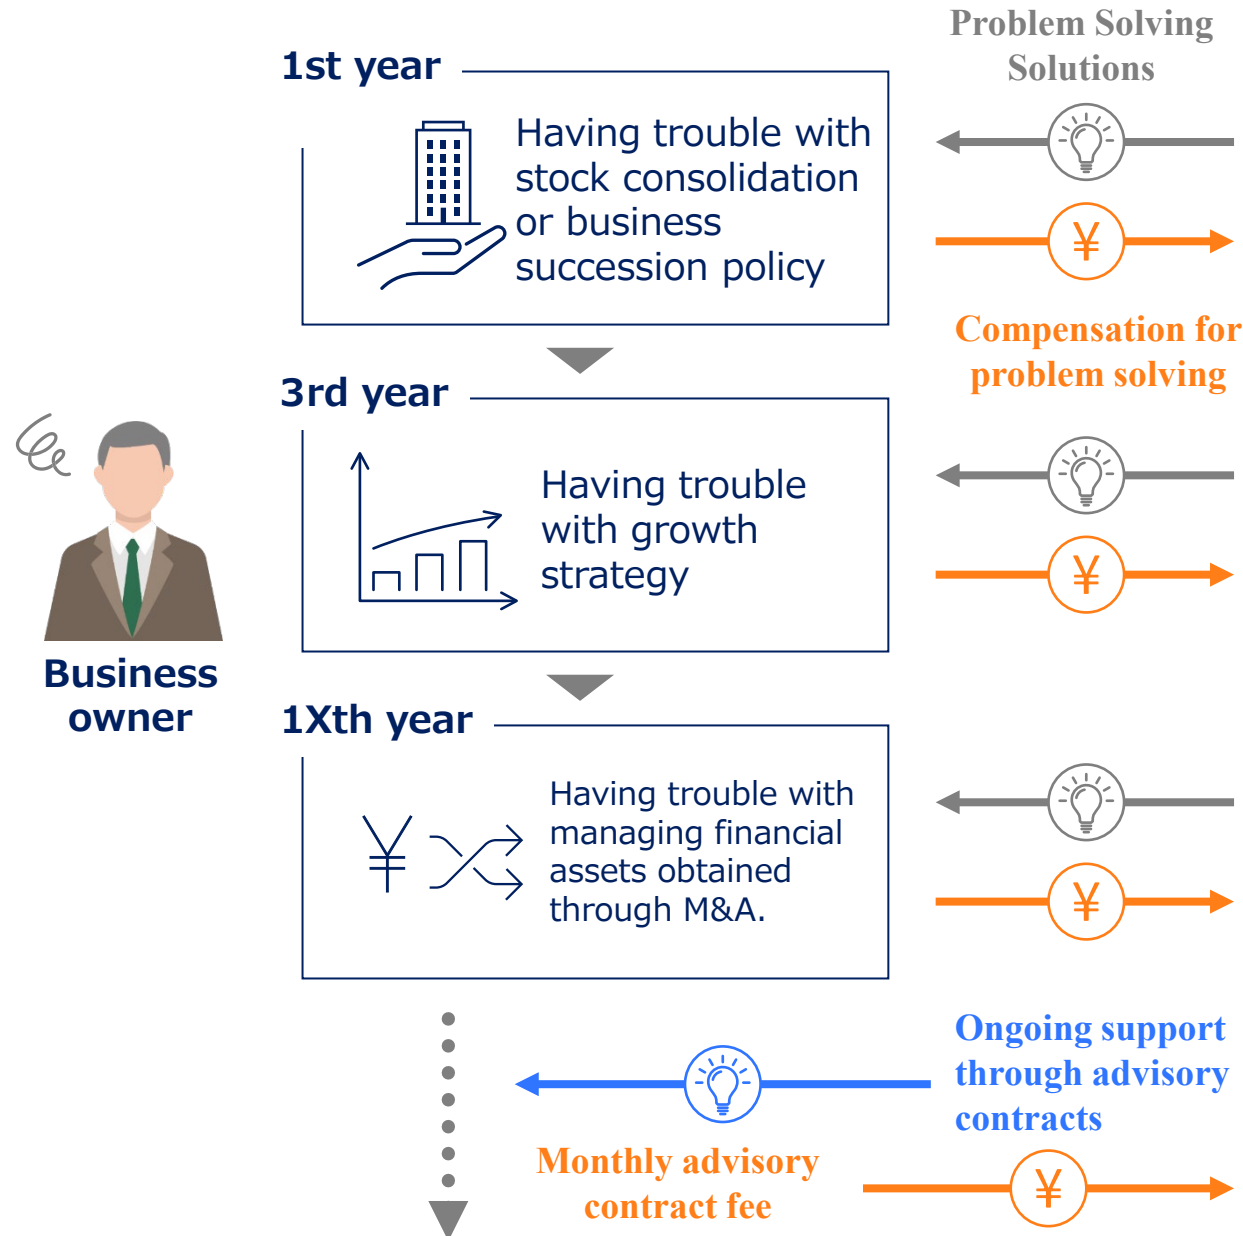 Problem Solving
Solutions
1st year
Having trouble with
stock consolidation
or business
succession policy
¥
Compensation for
problem solving
3rd year
Having trouble
with growth
strategy
¥
Business
owner
1Xth year
¥
Having trouble with
managing financial
assets obtained
through M&A.
¥
Ongoing support
through advisory
contracts
Monthly advisory
contract fee
¥